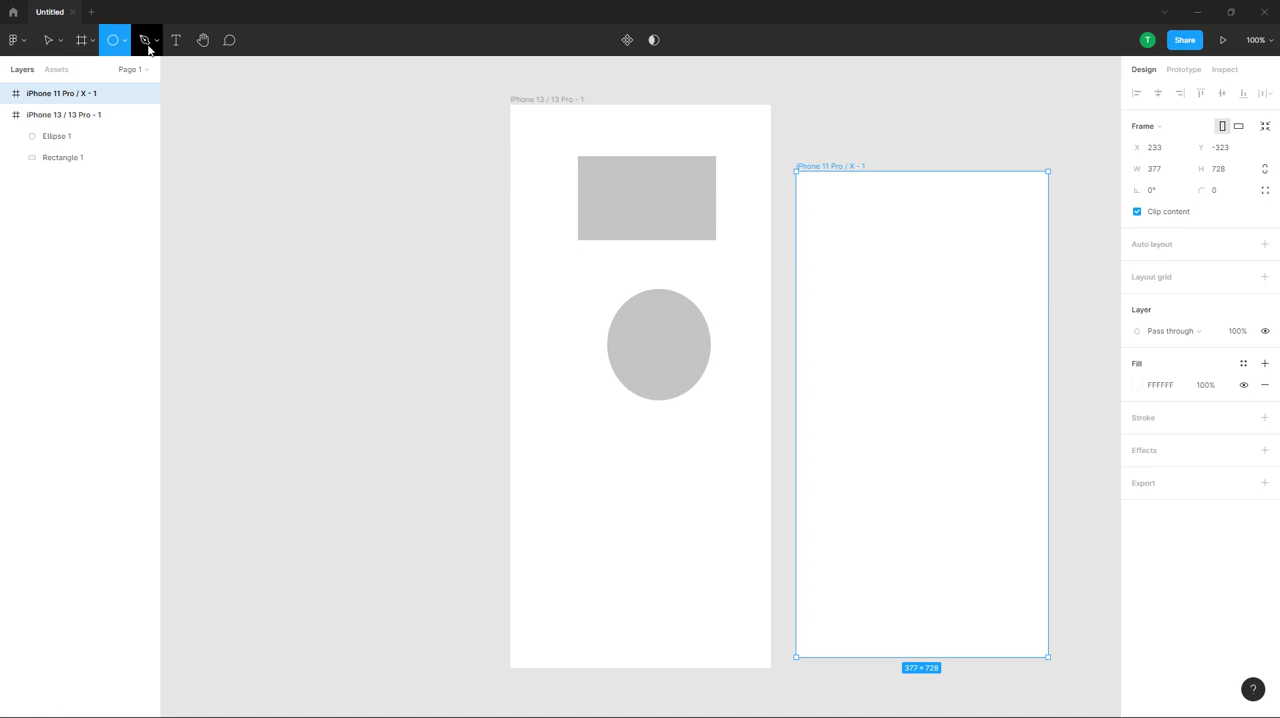 Untitled
T
Share
100%
Layers
Assets
Page 1
Design
Prototype
Inspect
iPhone 11 Pro / X - 1
iPhone 13 / 13 Pro - 1
Ellipse 1
Rectangle 1
iPhone 13 / 13 Pro - 1
iPhone 11 Pro / X - 1
377 × 728
Frame
X 233 Y -323
W 377 H 728
0° 0
Clip content
Auto layout
Layout grid
Layer
Pass through 100%
Fill
FFFFFF 100%
Stroke
Effects
Export
?